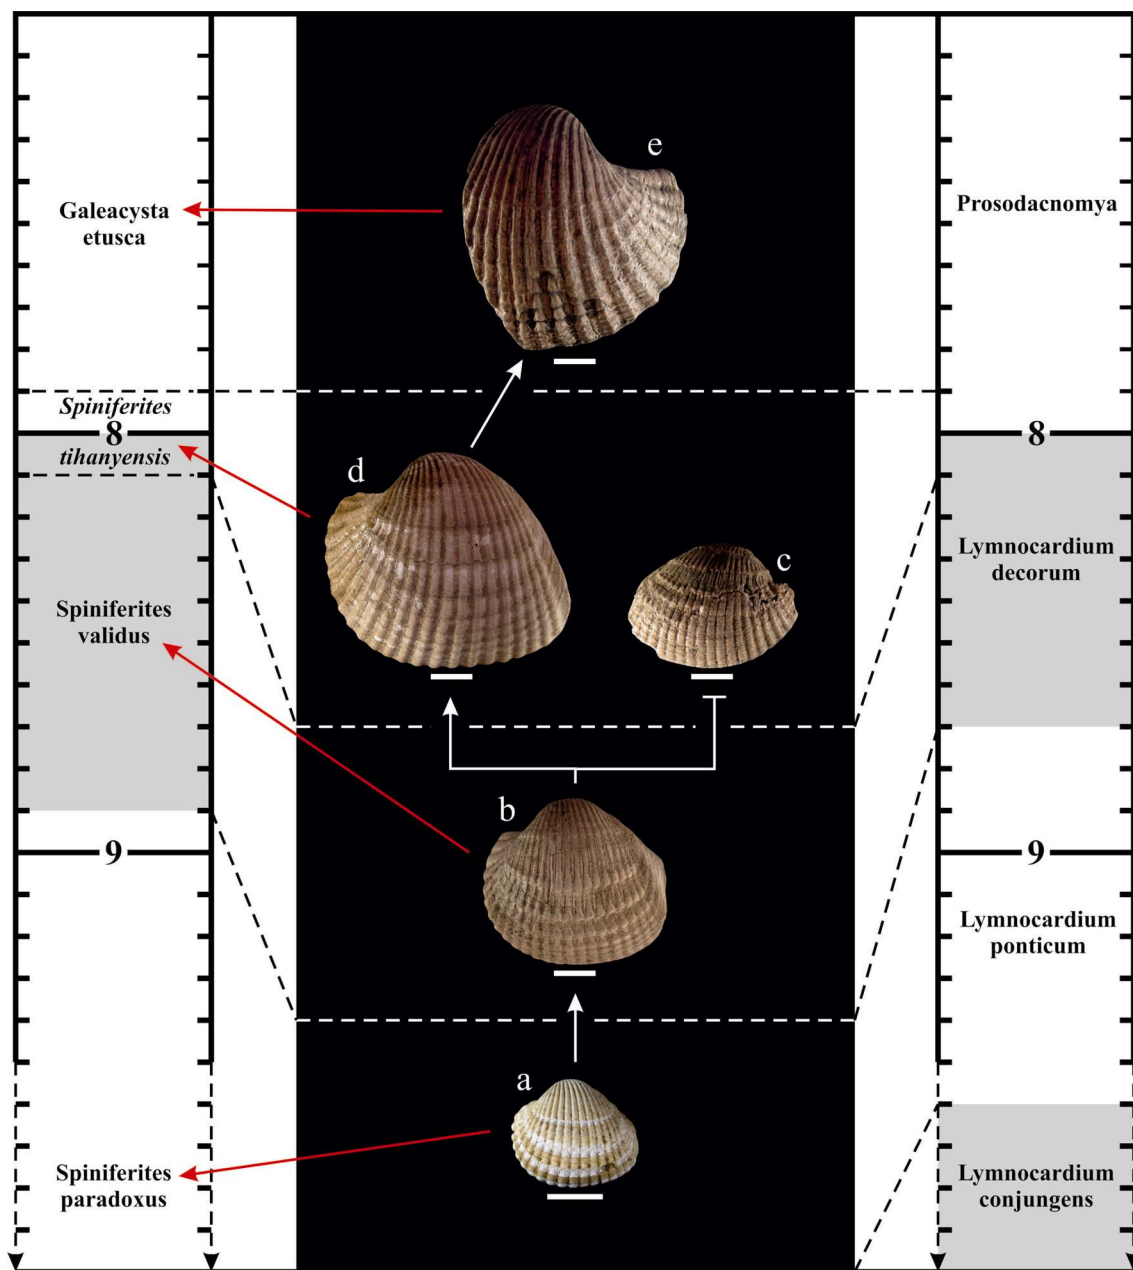 e
Galeacysta
etusca
Prosodacnomya
Spiniferites
8
tihanyensis
8
d
c
Lymnocardium
decorum
Spiniferites
validus
b
9
9
Lymnocardium
ponticum
a
Spiniferites
paradoxus
Lymnocardium
conjungens